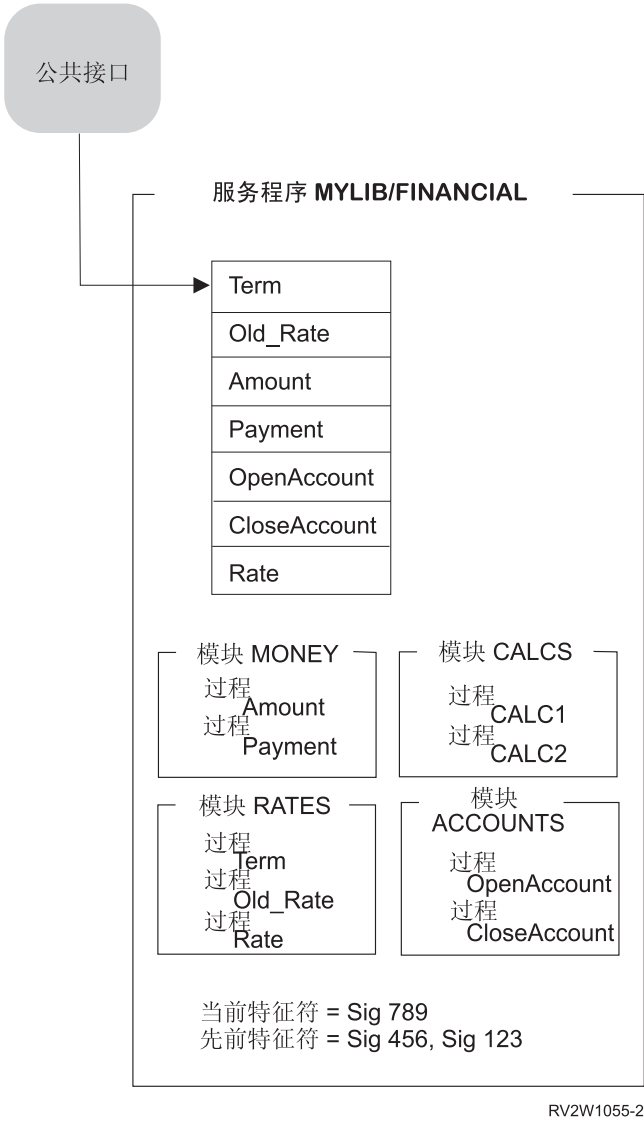 公共接口
服务程序 MYLIB/FINANCIAL
Term
Old_Rate
Amount
Payment
OpenAccount
CloseAccount
Rate
模块 MONEY
过程
Amount
过程
Payment
模块 CALCS
过程
CALC1
过程
CALC2
模块 RATES
过程
Term
过程
Old_Rate
过程
Rate
模块
ACCOUNTS
过程
OpenAccount
过程
CloseAccount
当前特征符 = Sig 789
先前特征符 = Sig 456, Sig 123
RV2W1055-2